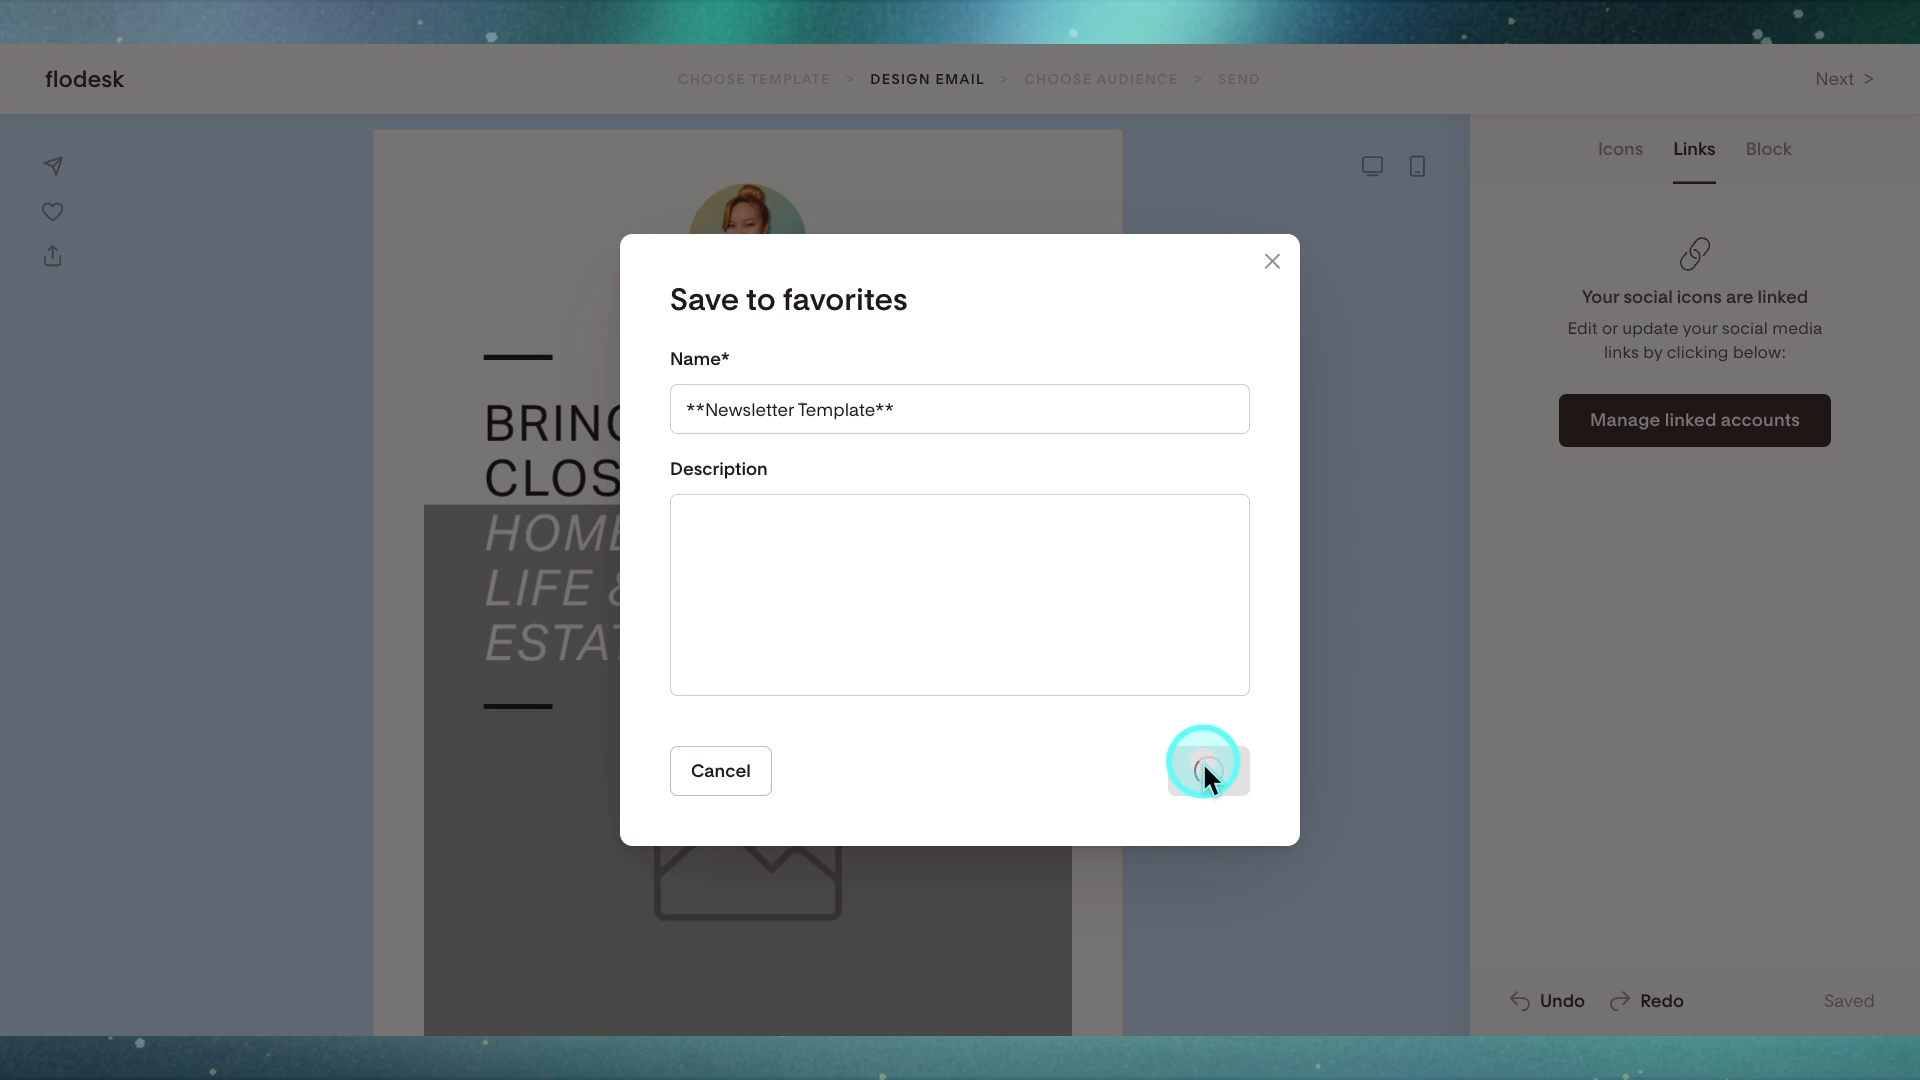 flodesk
CHOOSE TEMPLATE > DESIGN EMAIL > CHOOSE AUDIENCE > SEND
Next >
Icons Links Block
Your social icons are linked
Edit or update your social media
links by clicking below:
Manage linked accounts
Save to favorites
Name*
**Newsletter Template**
Description
Cancel
CLOS
HOME
LIFE &
ESTAT
Undo Redo Saved